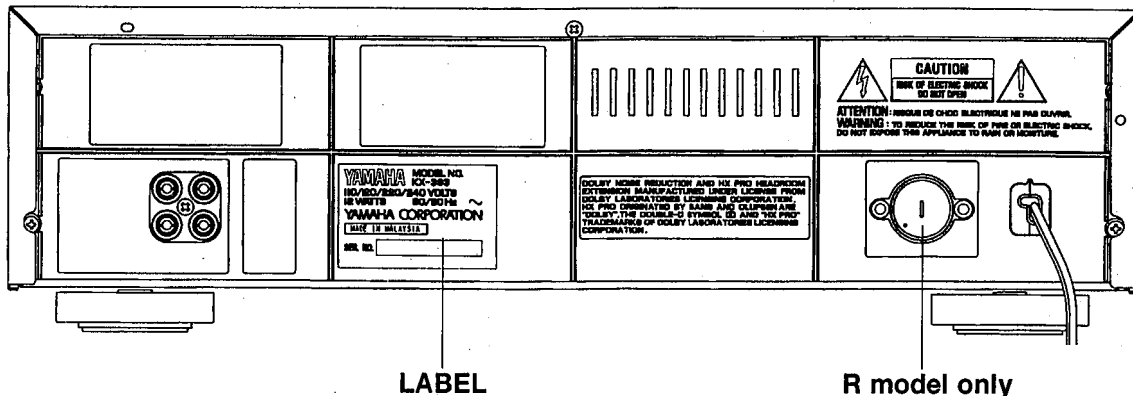 CAUTION
RISK OF ELECTRIC SHOCK
DO NOT OPEN
ATTENTION : RISQUE DE CHOC ELECTRIQUE NE PAS OUVRIR.
WARNING : TO REDUCE THE RISK OF FIRE OR ELECTRIC SHOCK,
DO NOT EXPOSE THIS APPLIANCE TO RAIN OR MOISTURE.
YAMAHA MODEL NO.
KX-393
110/120/220/240 VOLTS
12 WATTS 50/60Hz ~
YAMAHA CORPORATION
MADE IN MALAYSIA
SER. NO.
DOLBY NOISE REDUCTION AND HX PRO HEADROOM
EXTENSION MANUFACTURED UNDER LICENSE FROM
DOLBY LABORATORIES LICENSING CORPORATION.
HX PRO ORIGINATED BY BANG AND OLUFSEN ARE
"DOLBY", THE DOUBLE-D SYMBOL AND "HX PRO"
TRADEMARKS OF DOLBY LABORATORIES LICENSING
CORPORATION.
LABEL
R model only